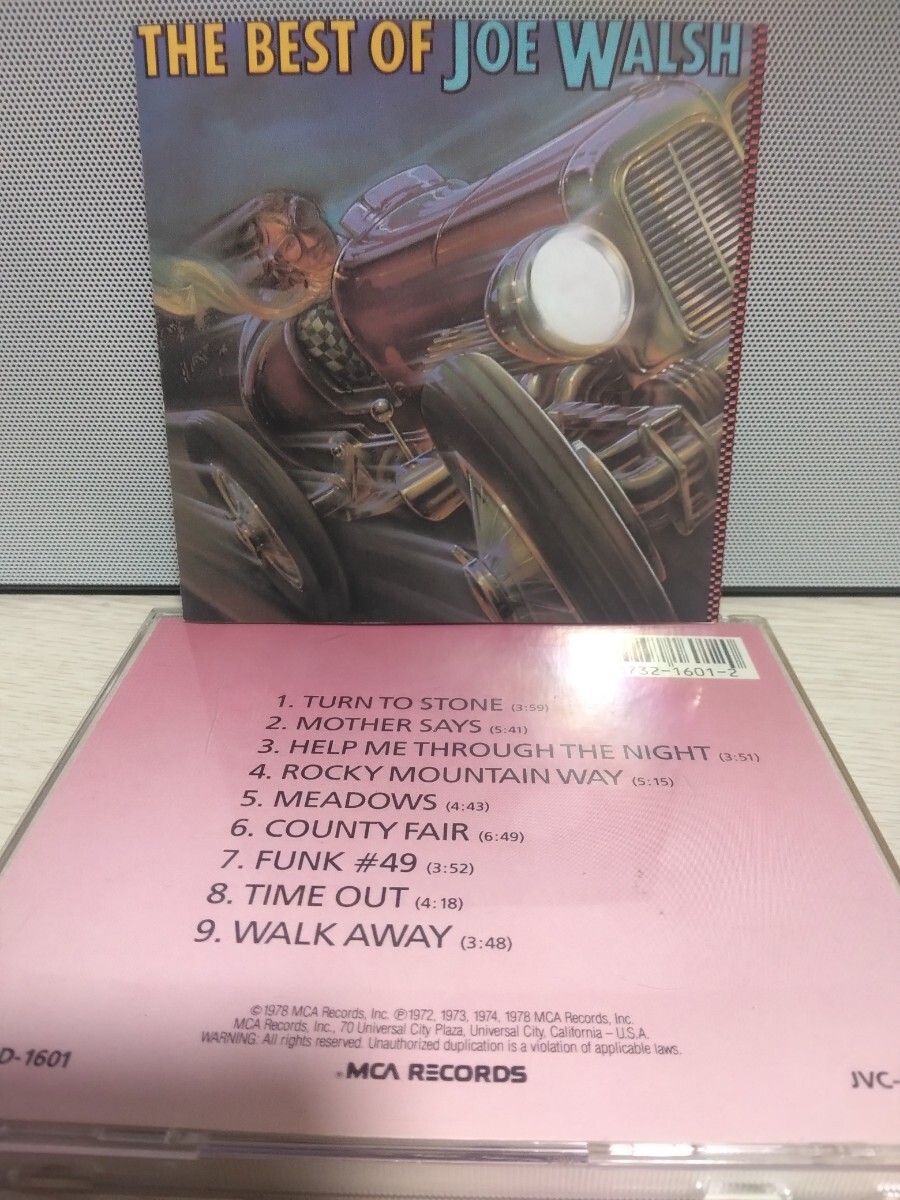 THE BEST OF JOE WALSH
732-1601-2
1. TURN TO STONE (3:59)
2. MOTHER SAYS (5:41)
3. HELP ME THROUGH THE NIGHT (3:51)
4. ROCKY MOUNTAIN WAY (5:15)
5. MEADOWS (4:43)
6. COUNTY FAIR (6:49)
7. FUNK #49 (3:52)
8. TIME OUT (4:18)
9. WALK AWAY (3:48)
©1978 MCA Records, Inc. ℗1972, 1973, 1974, 1978 MCA Records, Inc.
MCA Records, Inc., 70 Universal City Plaza, Universal City, California – U.S.A.
WARNING: All rights reserved. Unauthorized duplication is a violation of applicable laws.
D-1601
MCA RECORDS
JVC-